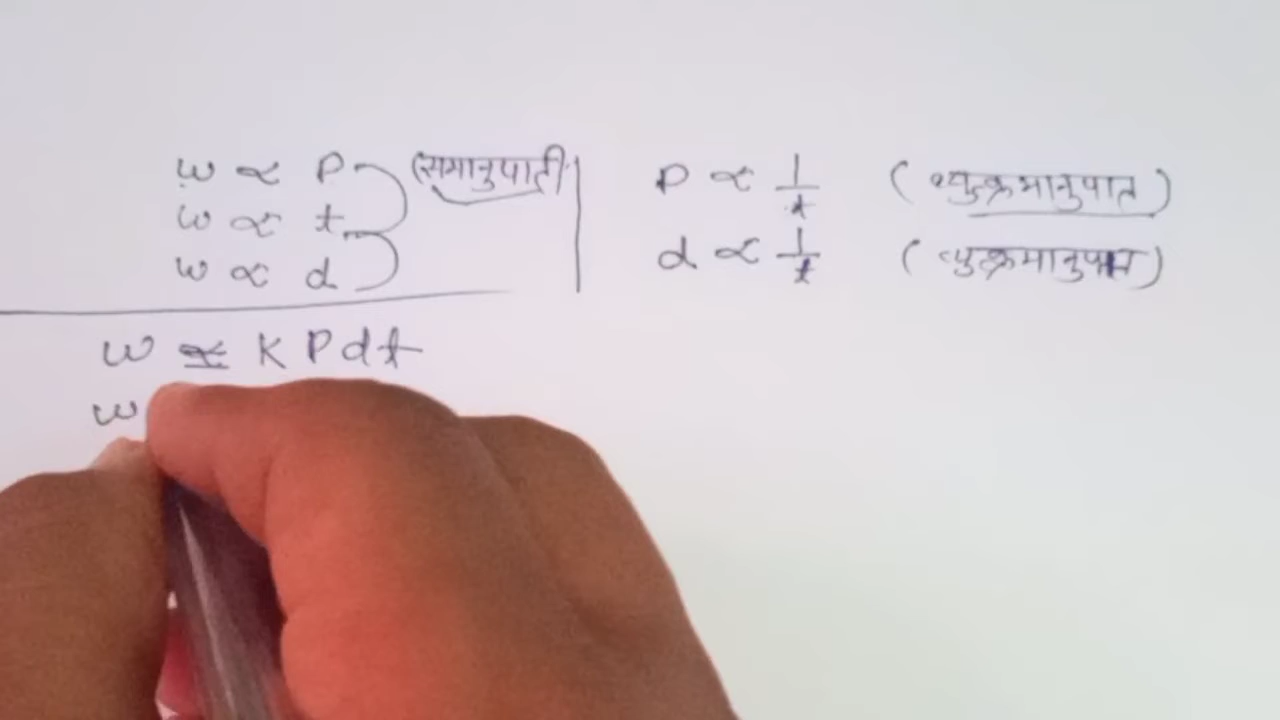 w ∝ P (समानुपाती)
w ∝ t
w ∝ d
P ∝ 1/t (व्युत्क्रमानुपात)
d ∝ 1/t (व्युत्क्रमानुपात)
w = K P d t
w